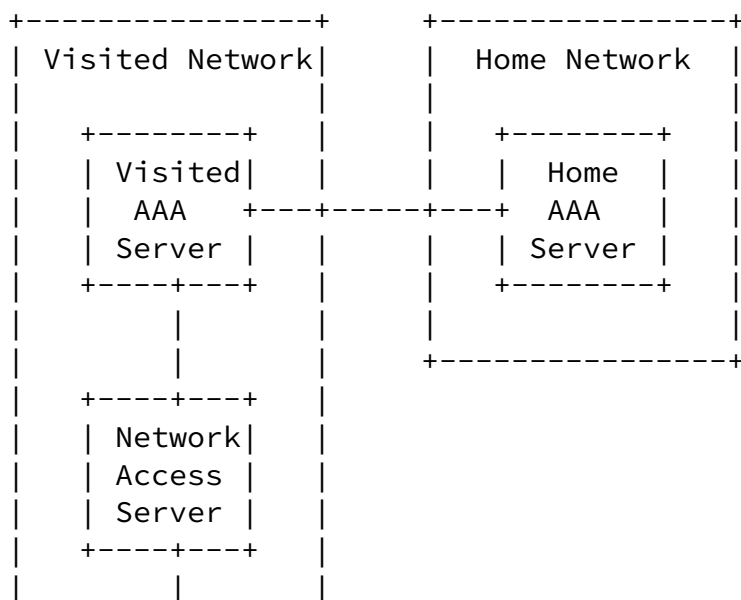 +----------------+     +----------------+
| Visited Network|     |  Home Network  |
|                |     |                |
|   +--------+   |     |   +--------+   |
|   | Visited|   |     |   |  Home  |   |
|   |  AAA   +---+-----+---+  AAA   |   |
|   | Server |   |     |   | Server |   |
|   +----+---+   |     |   +--------+   |
|        |       |     |                |
|        |       |     +----------------+
|   +----+---+   |
|   | Network|   |
|   | Access |   |
|   | Server |   |
|   +----+---+   |
|        |       |